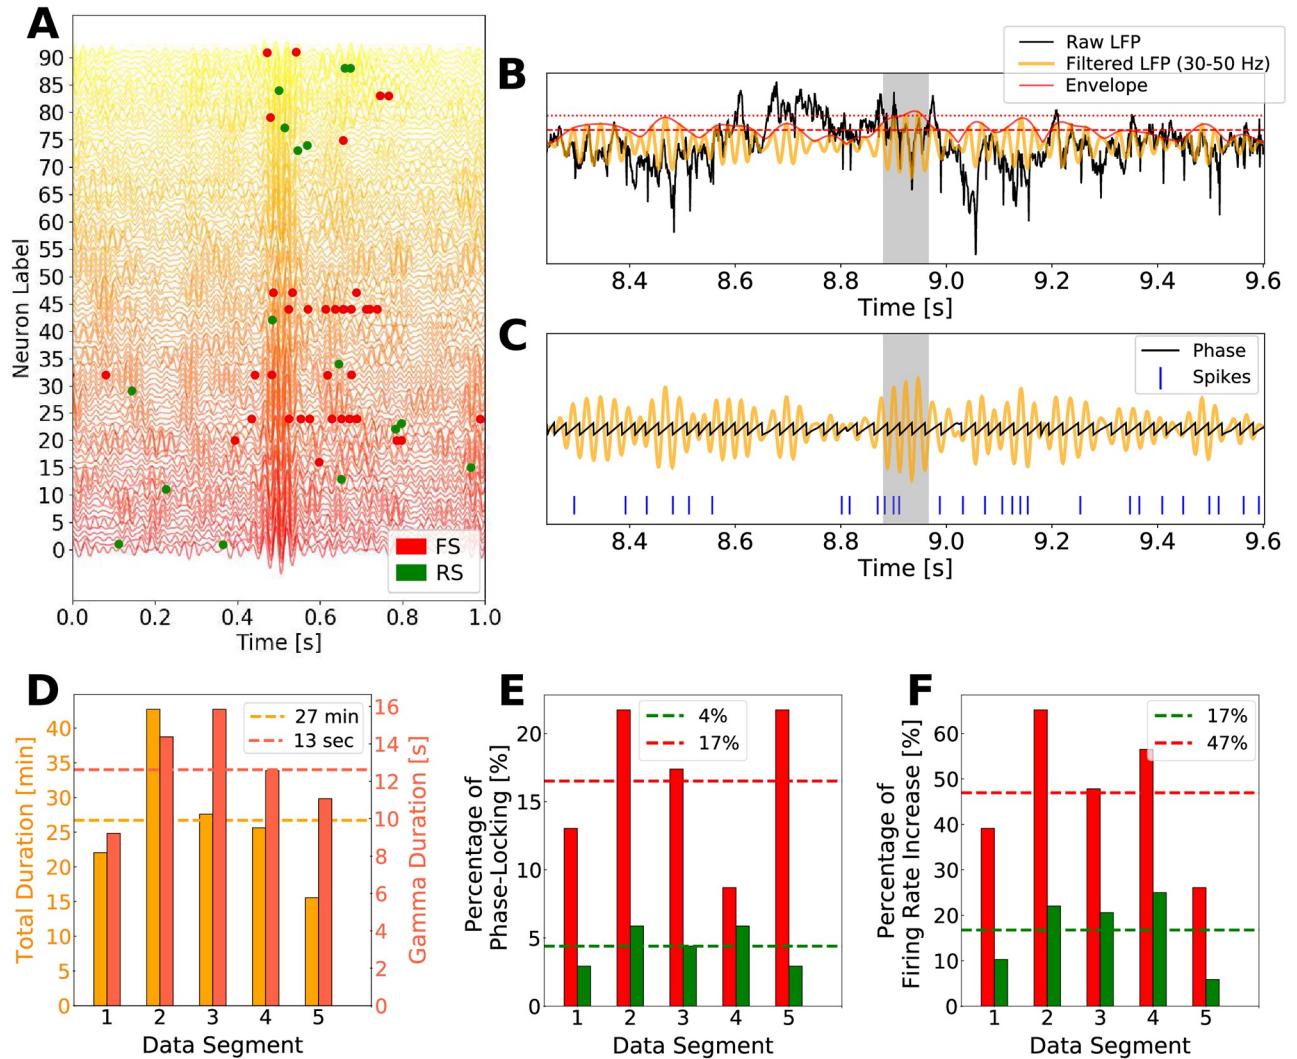 A
Neuron Label
90
85
80
75
70
65
60
55
50
45
40
35
30
25
20
15
10
5
0
FS
RS
0.0 0.2 0.4 0.6 0.8 1.0
Time [s]
B
Raw LFP
Filtered LFP (30-50 Hz)
Envelope
8.4 8.6 8.8 9.0 9.2 9.4 9.6
Time [s]
C
Phase
Spikes
8.4 8.6 8.8 9.0 9.2 9.4 9.6
Time [s]
D
Total Duration [min]
40
35
30
25
20
15
10
5
0
27 min
13 sec
16
14
12
10
8
6
4
2
0
Gamma Duration [s]
1 2 3 4 5
Data Segment
E
Percentage of
Phase-Locking [%]
20
15
10
5
0
4%
17%
1 2 3 4 5
Data Segment
F
Percentage of
Firing Rate Increase [%]
60
50
40
30
20
10
0
17%
47%
1 2 3 4 5
Data Segment